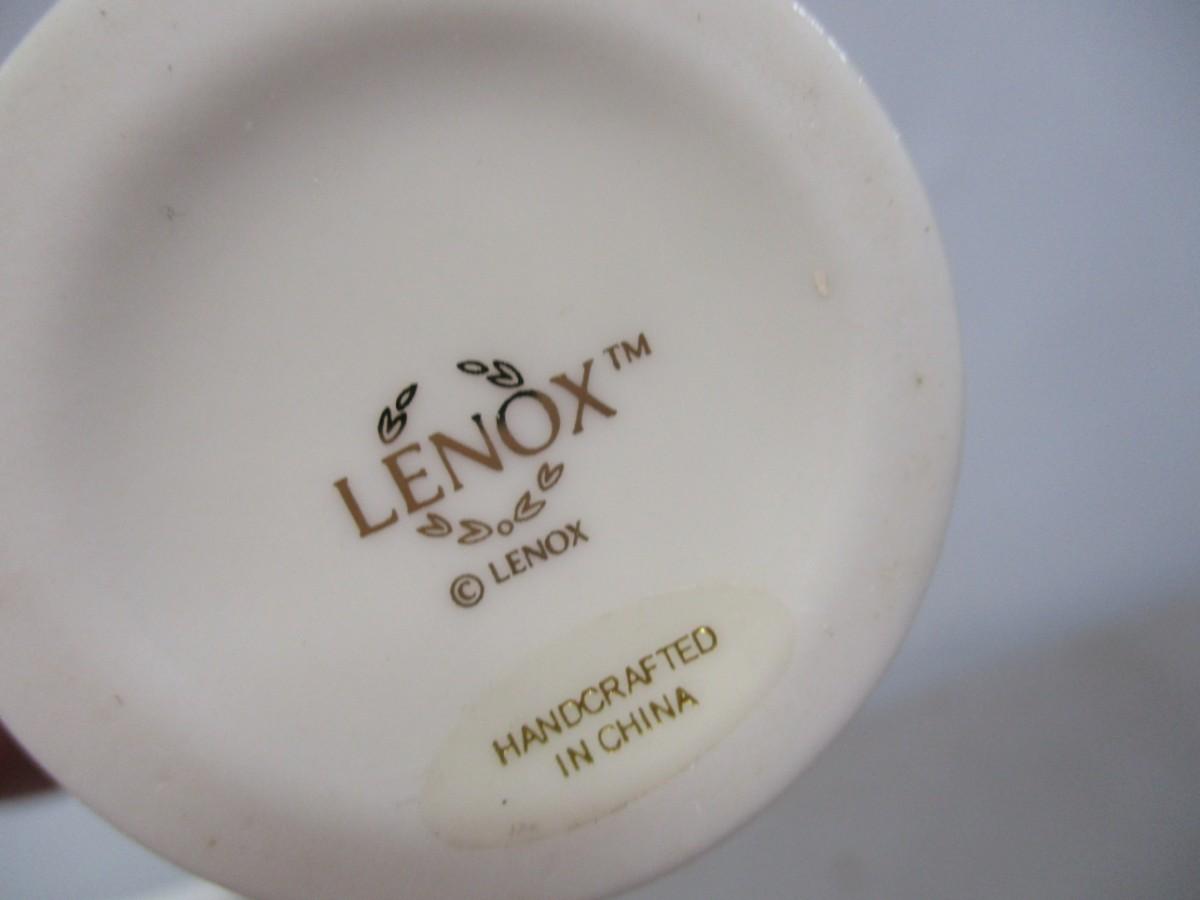 LENOX™
© LENOX
HANDCRAFTED
IN CHINA